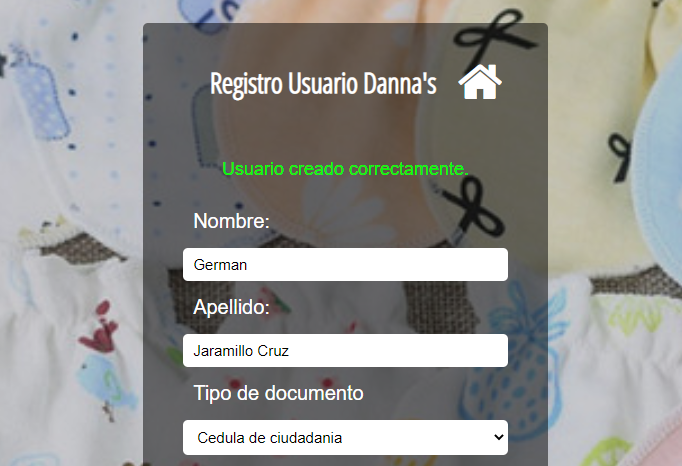 Registro Usuario Danna's
Usuario creado correctamente.
Nombre:
German
Apellido:
Jaramillo Cruz
Tipo de documento
Cedula de ciudadania